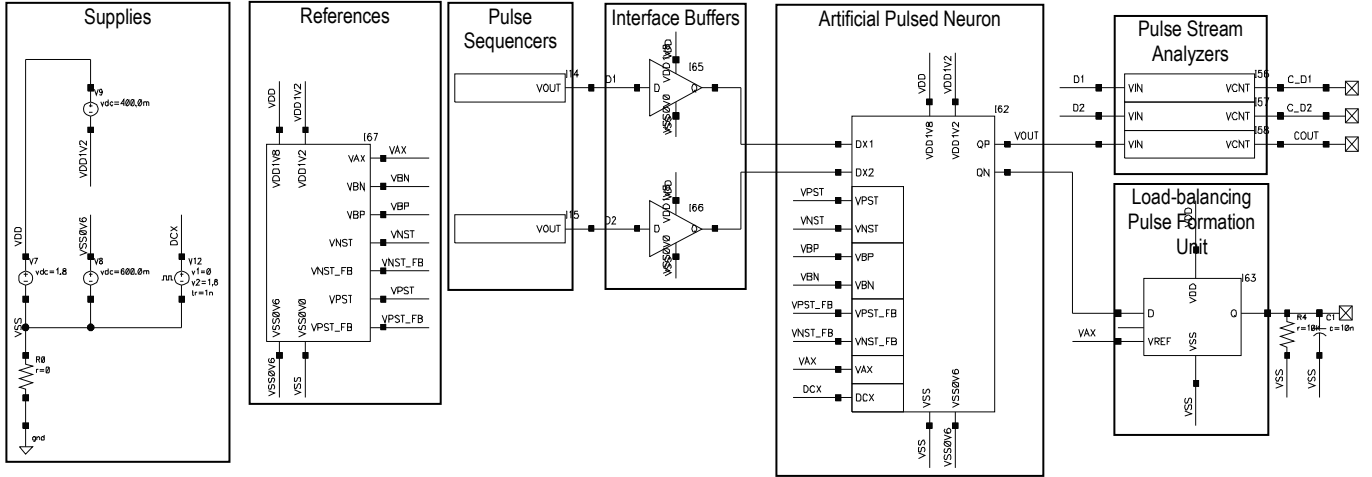 Supplies
V9
vdc=400.0m
VDD1V2
VDD
VSS0V6
DCX
V7
vdc=1.8
V8
vdc=600.0m
V12
v1=0
v2=1.8
tr=1n
VSS
R0
r=0
gnd
References
VDD
VDD1V2
I67
VDD1V8
VDD1V2
VAX
VAX
VBN
VBN
VBP
VBP
VNST
VNST
VNST_FB
VNST_FB
VPST
VPST
VPST_FB
VPST_FB
VSS0V6
VSS0V0
VSS0V6
VSS
Pulse
Sequencers
I14
VOUT
D1
I15
VOUT
D2
Interface Buffers
I65
D
Q
VSS0V0
I66
D
Q
VSS0V0
Artificial Pulsed Neuron
VDD
VDD1V2
I62
VDD1V8
VDD1V2
DX1
QP
VOUT
DX2
QN
VPST
VPST
VNST
VNST
VBP
VBP
VBN
VBN
VPST_FB
VPST_FB
VNST_FB
VNST_FB
VAX
VAX
DCX
DCX
VSS
VSS0V6
VSS
VSS0V6
Pulse Stream
Analyzers
I56
D1
VIN
VCNT
C_D1
I57
D2
VIN
VCNT
C_D2
I58
VIN
VCNT
COUT
Load-balancing
Pulse Formation
Unit
VDD
I63
VDD
D
Q
VAX
VREF
VSS
VSS
R4
r=10k
C1
c=10n
VSS
VSS